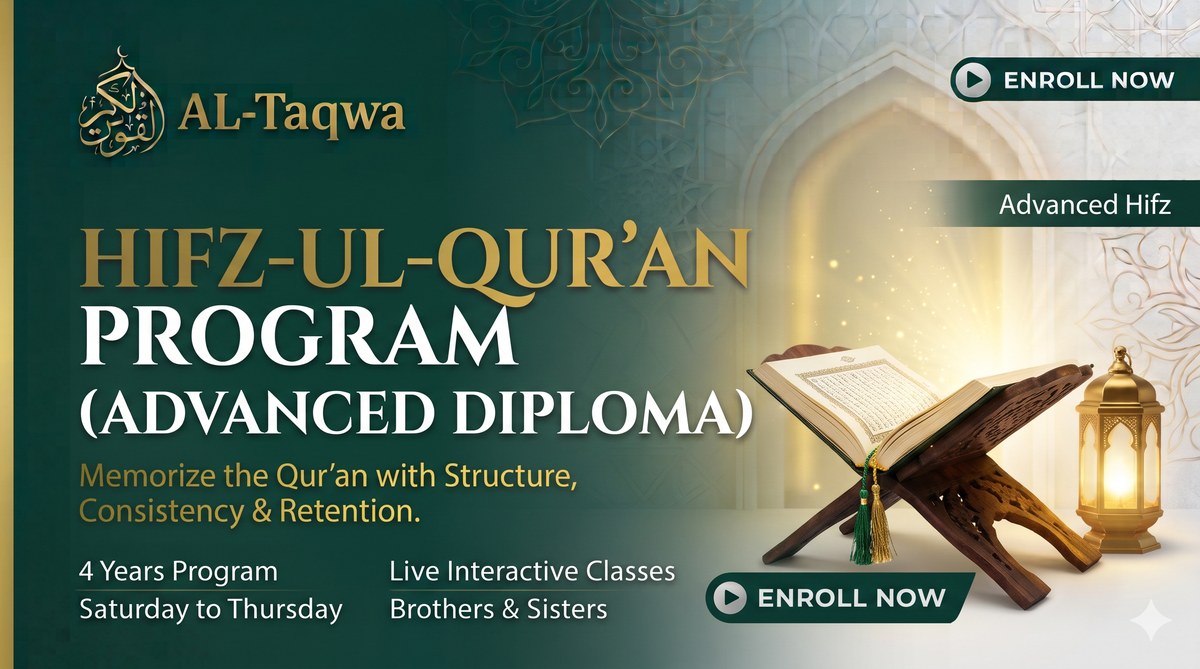 AL-Taqwa
ENROLL NOW
Advanced Hifz
HIFZ-UL-QUR’AN
PROGRAM
(ADVANCED DIPLOMA)
Memorize the Qur’an with Structure,
Consistency & Retention.
4 Years Program
Live Interactive Classes
Saturday to Thursday
Brothers & Sisters
ENROLL NOW